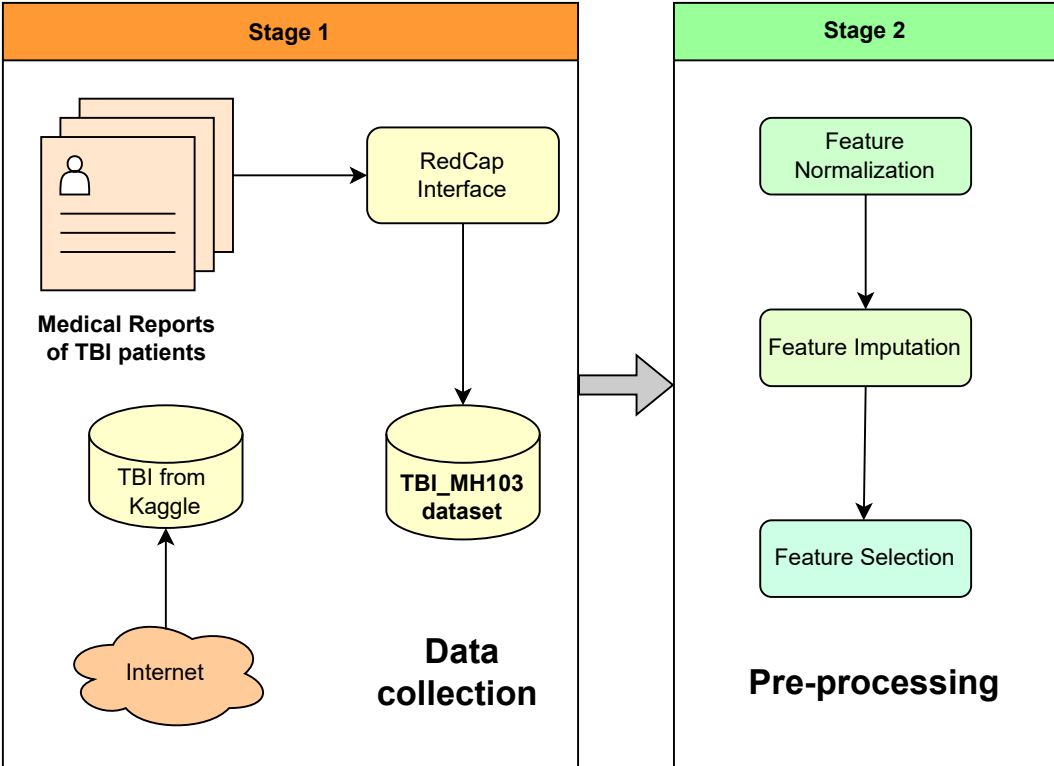 Stage 1
RedCap
Interface
Medical Reports
of TBI patients
TBI from
Kaggle
TBI_MH103
dataset
Internet
Data
collection
Stage 2
Feature
Normalization
Feature Imputation
Feature Selection
Pre-processing